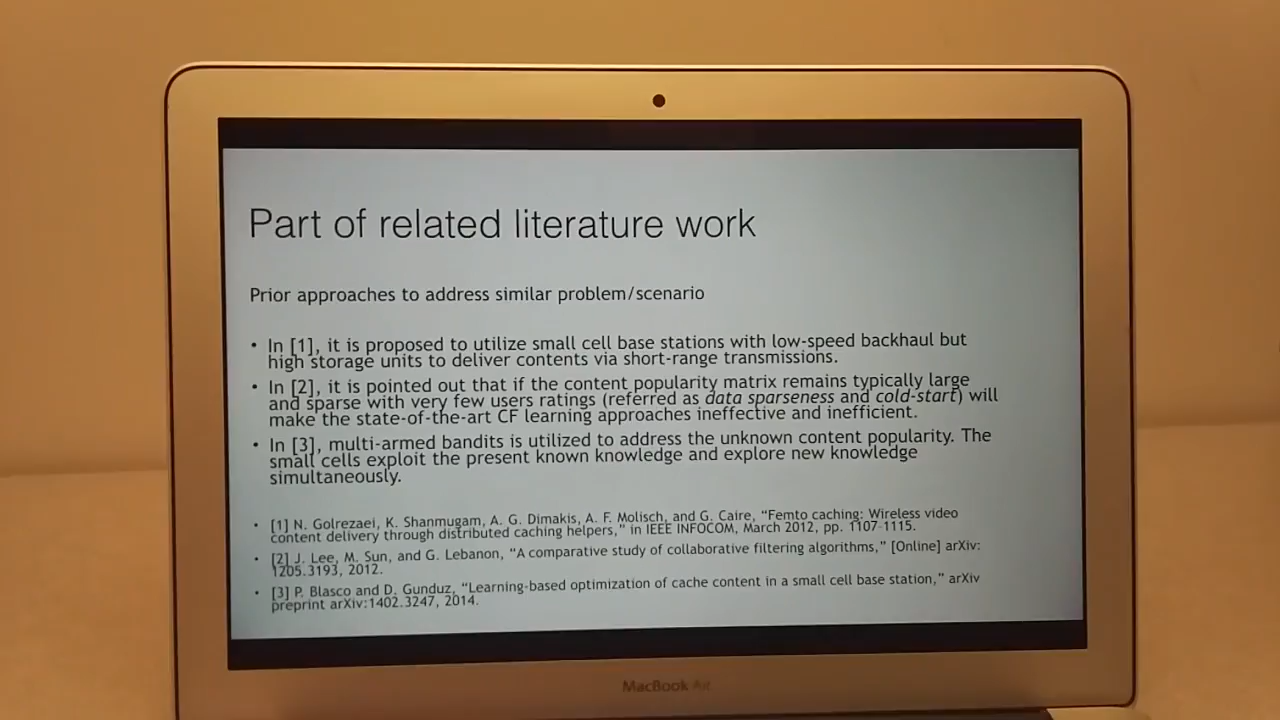 Part of related literature work
Prior approaches to address similar problem/scenario
• In [1], it is proposed to utilize small cell base stations with low-speed backhaul but
high storage units to deliver contents via short-range transmissions.
• In [2], it is pointed out that if the content popularity matrix remains typically large
and sparse with very few users ratings (referred as data sparseness and cold-start) will
make the state-of-the-art CF learning approaches ineffective and inefficient.
• In [3], multi-armed bandits is utilized to address the unknown content popularity. The
small cells exploit the present known knowledge and explore new knowledge
simultaneously.
• [1] N. Golrezaei, K. Shanmugam, A. G. Dimakis, A. F. Molisch, and G. Caire, “Femto caching: Wireless video
content delivery through distributed caching helpers,” in IEEE INFOCOM, March 2012, pp. 1107-1115.
• [2] J. Lee, M. Sun, and G. Lebanon, “A comparative study of collaborative filtering algorithms,” [Online] arXiv:
1205.3193, 2012.
• [3] P. Blasco and D. Gunduz, “Learning-based optimization of cache content in a small cell base station,” arXiv
preprint arXiv:1402.3247, 2014.
MacBook Air